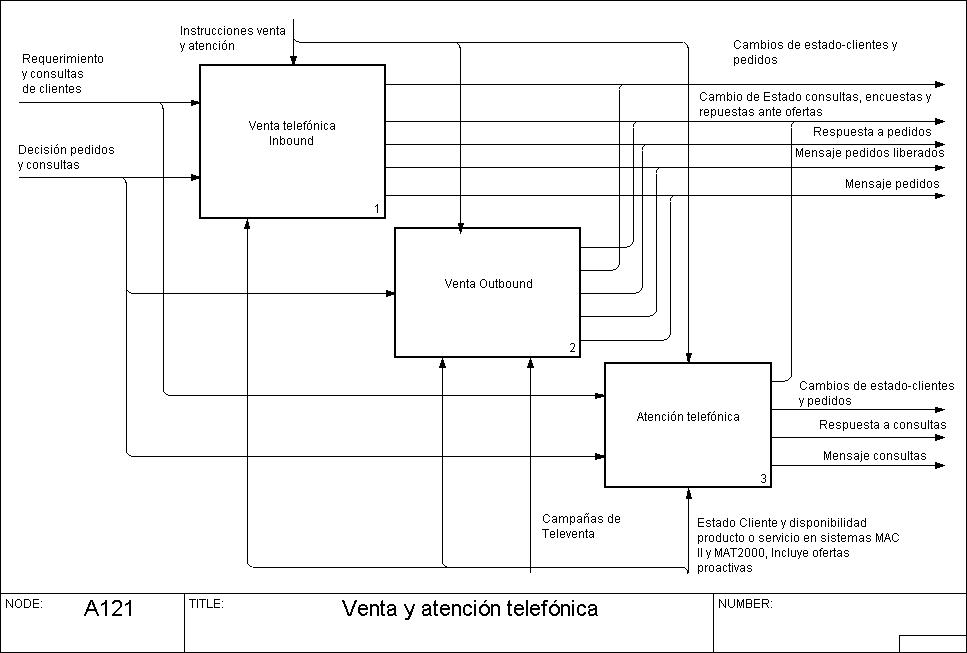 Instrucciones venta
y atención
Requerimiento
y consultas
de clientes
Cambios de estado-clientes y
pedidos
Cambio de Estado consultas, encuestas y
repuestas ante ofertas
Venta telefónica
Inbound
1
Respuesta a pedidos
Decisión pedidos
y consultas
Mensaje pedidos liberados
Mensaje pedidos
Venta Outbound
2
Cambios de estado-clientes
y pedidos
Atención telefónica
3
Respuesta a consultas
Mensaje consultas
Campañas de
Televenta
Estado Cliente y disponibilidad
producto o servicio en sistemas MAC
II y MAT2000, Incluye ofertas
proactivas
NODE:
A121
TITLE:
Venta y atención telefónica
NUMBER: